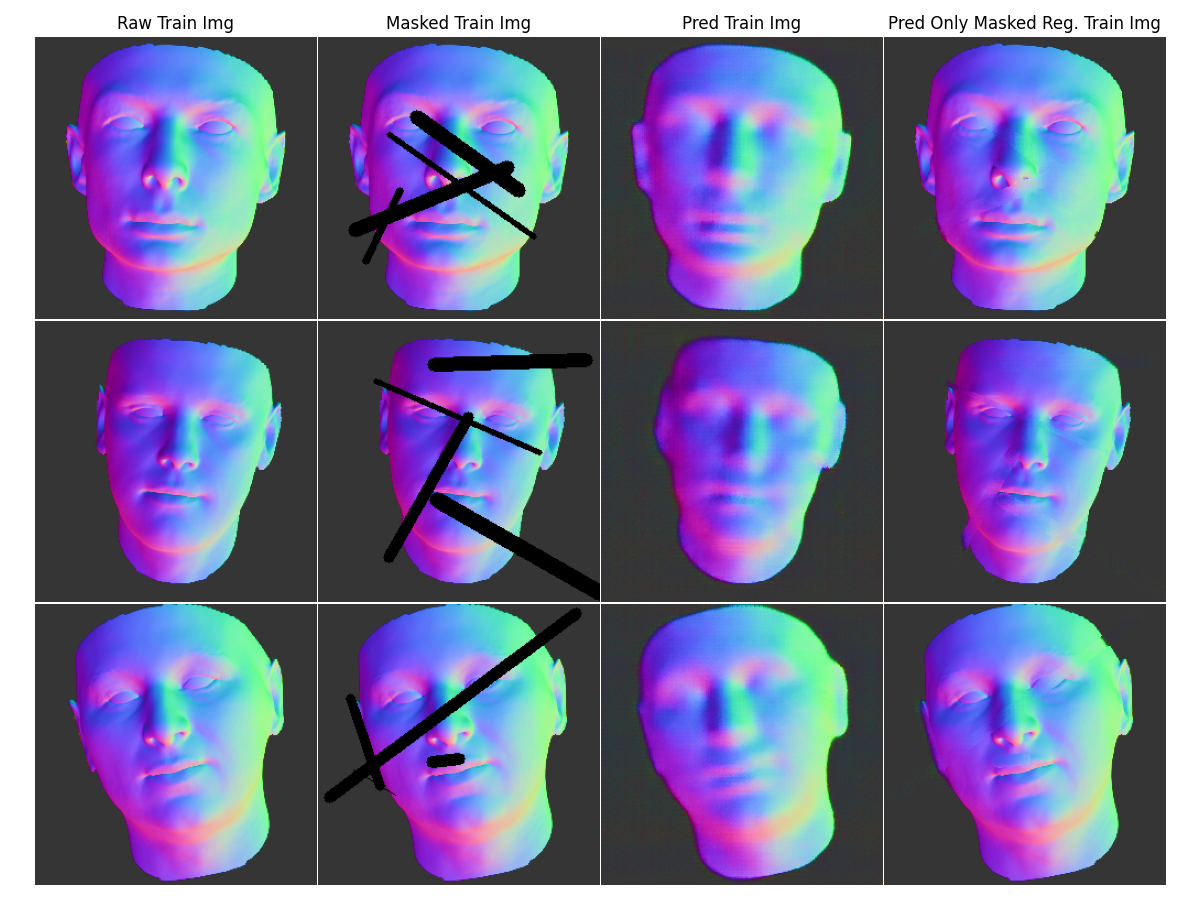 Raw Train Img
Masked Train Img
Pred Train Img
Pred Only Masked Reg. Train Img